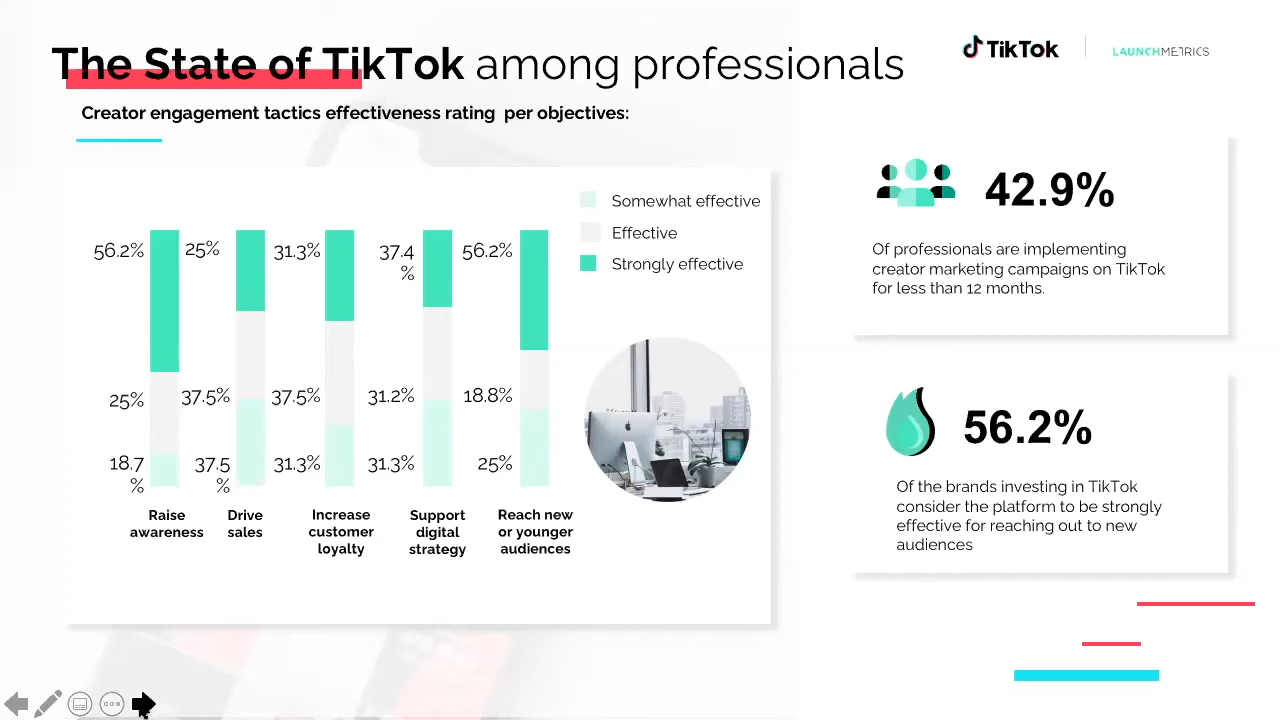 The State of TikTok among professionals
TikTok
LAUNCHMETRICS
Creator engagement tactics effectiveness rating per objectives:
Somewhat effective
Effective
Strongly effective
56.2%
25%
18.7
%
Raise
awareness
25%
37.5%
37.5
%
Drive
sales
31.3%
37.5%
31.3%
Increase
customer
loyalty
37.4
%
31.2%
31.3%
Support
digital
strategy
56.2%
18.8%
25%
Reach new
or younger
audiences
42.9%
Of professionals are implementing
creator marketing campaigns on TikTok
for less than 12 months.
56.2%
Of the brands investing in TikTok
consider the platform to be strongly
effective for reaching out to new
audiences